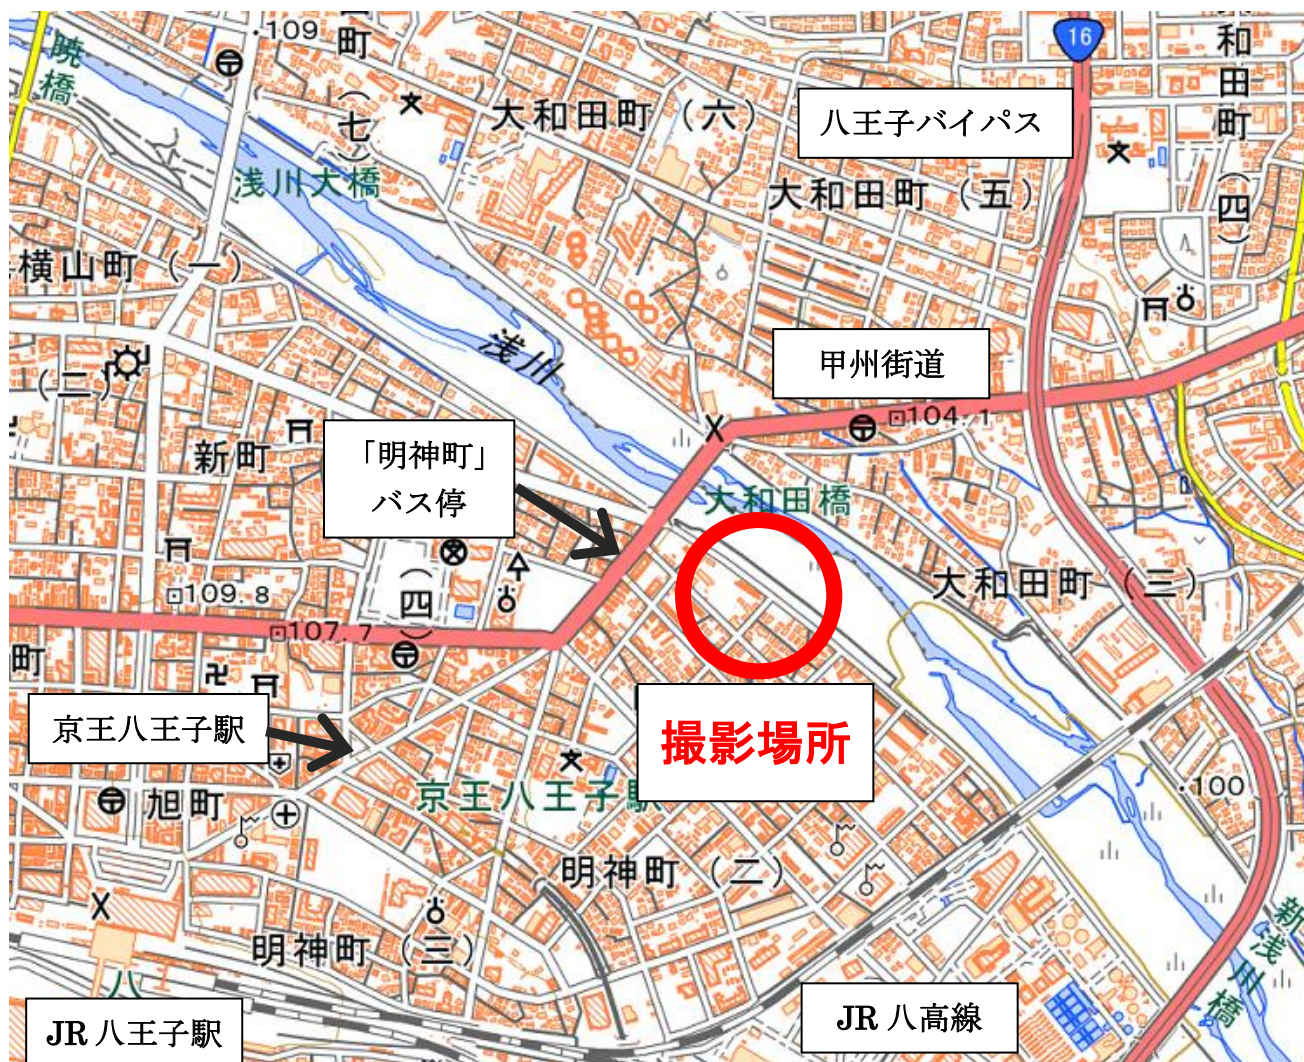 暁橋
109
町(七)
大和田町(六)
16
大和田町(四)
八王子バイパス
浅川大橋
大和田町(五)
横山町(一)
浅川
甲州街道
(二)
104.1
新町
「明神町」
バス停
大和田橋
109.8
(四)
大和田町(三)
107.7
町
京王八王子駅
撮影場所
京王八王子駅
旭町
100
明神町(二)
明神町(三)
新浅川橋
八
JR八王子駅
JR八高線